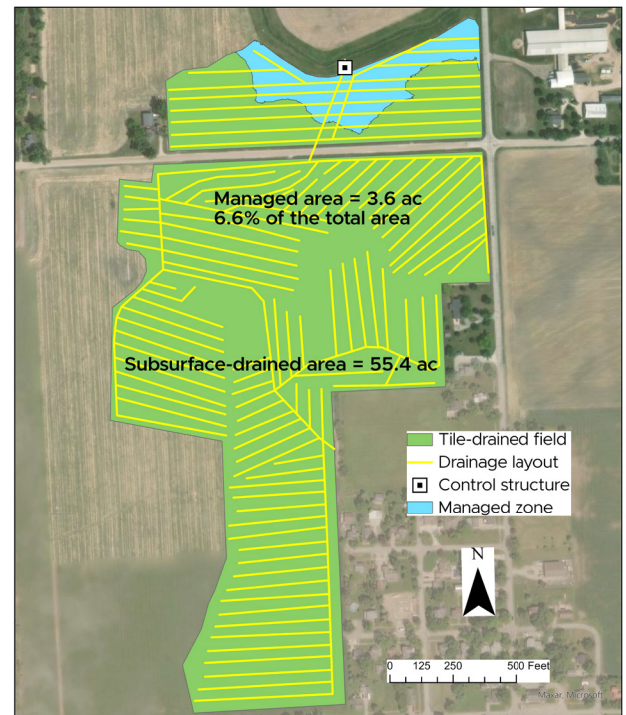 Managed area = 3.6 ac
6.6% of the total area
Subsurface-drained area = 55.4 ac
Tile-drained field
Drainage layout
Control structure
Managed zone
N
0 125 250 500 Feet
Maxar, Microsoft